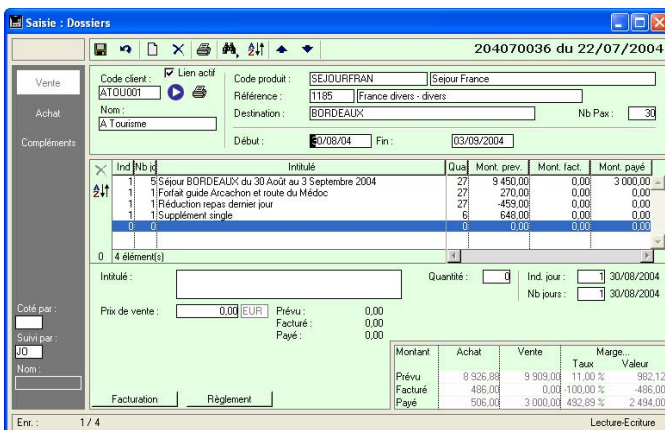 Saisie : Dossiers
204070036 du 22/07/2004
Vente
Achat
Compléments
Coté par :
Suivi par :
JO
Nom :
Code client : Lien actif
ATOU001
Nom :
A Tourisme
Code produit : SEJOURFRAN Sejour France
Référence : 1185 France divers - divers
Destination : BORDEAUX Nb Pax : 30
Début : 30/08/04 Fin : 03/09/2004
Ind Nb jc Intitulé Qua Mont. prev. Mont. fact. Mont. payé
1 5 Séjour BORDEAUX du 30 Août au 3 Septembre 2004 27 9 450,00 0,00 3 000,00
1 1 Forfait guide Arcachon et route du Médoc 27 270,00 0,00 0,00
1 1 Réduction repas dernier jour 27 -459,00 0,00 0,00
1 1 Supplément single 6 648,00 0,00 0,00
0 0 0 0,00 0,00 0,00
0 4 élément(s)
Intitulé : Quantité : 0 Ind. jour : 1 30/08/2004
Nb jours : 1 30/08/2004
Prix de vente : 0,00 EUR Prévu : 0,00
Facturé : 0,00
Payé : 0,00
Montant Achat Vente Marge...
Taux Valeur
Prévu 8 926,88 9 909,00 11,00 % 982,12
Facturé 486,00 0,00 -100,00 % -486,00
Payé 506,00 3 000,00 492,89 % 2 494,00
Facturation Règlement
Enr. : 1 / 4 Lecture-Ecriture